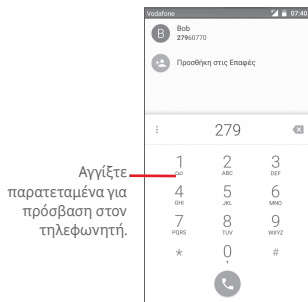 Vodafone 07:40
B Bob
27960770
Προσθήκη στις Επαφές
279
1 2 3
ABC DEF
4 5 6
GHI JKL MNO
7 8 9
PQRS TUV WXYZ
* 0 #
+
Αγγίξτε
παρατεταμένα για
πρόσβαση στον
τηλεφωνητή.